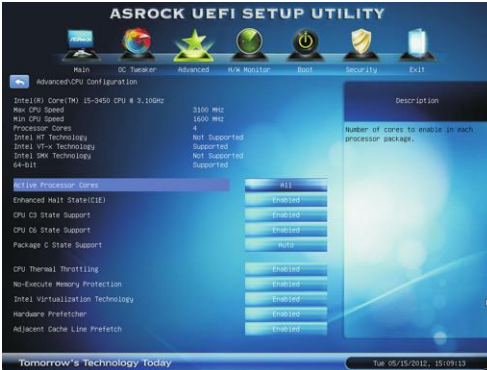 ASROCK UEFI SETUP UTILITY
Main OC Tweaker Advanced H/W Monitor Boot Security Exit
Advanced\CPU Configuration
Description
Intel(R) Core(TM) i5-3450 CPU @ 3.10GHz
Max CPU Speed 3100 MHz
Min CPU Speed 1600 MHz
Processor Cores 4
Intel HT Technology Not Supported
Intel VT-x Technology Supported
Intel SMX Technology Not Supported
64-bit Supported
Number of cores to enable in each
processor package.
Active Processor Cores All
Enhanced Halt State(C1E) Enabled
CPU C3 State Support Enabled
CPU C6 State Support Enabled
Package C State Support Auto
CPU Thermal Throttling Enabled
No-Execute Memory Protection Enabled
Intel Virtualization Technology Enabled
Hardware Prefetcher Enabled
Adjacent Cache Line Prefetch Enabled
Tomorrow's Technology Today
Tue 05/15/2012, 15:09:13